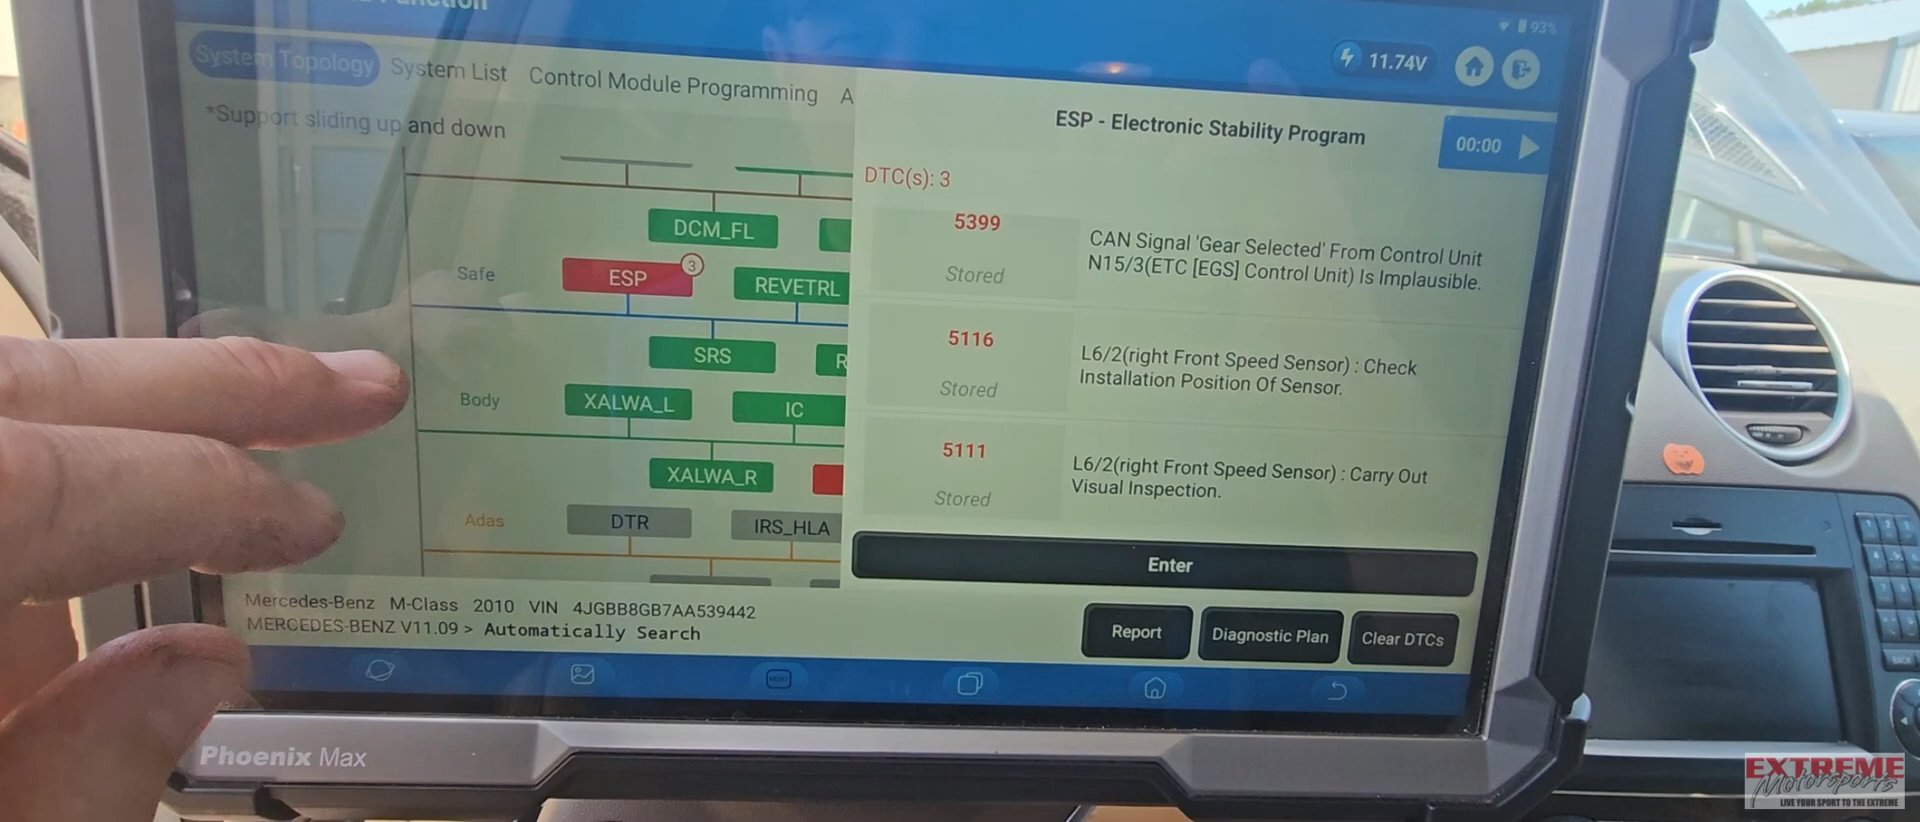 Function
93%
System Topology System List Control Module Programming A
11.74V
*Support sliding up and down
ESP - Electronic Stability Program
00:00
DTC(s): 3
DCM_FL
5399
CAN Signal 'Gear Selected' From Control Unit
N15/3(ETC [EGS] Control Unit) Is Implausible.
Stored
Safe
ESP
3
REVETRL
5116
L6/2(right Front Speed Sensor) : Check
Installation Position Of Sensor.
Stored
SRS
R
Body
XALWA_L
IC
5111
L6/2(right Front Speed Sensor) : Carry Out
Visual Inspection.
Stored
XALWA_R
Adas
DTR
IRS_HLA
Enter
Mercedes-Benz M-Class 2010 VIN 4JGBB8GB7AA539442
MERCEDES-BENZ V11.09 > Automatically Search
Report
Diagnostic Plan
Clear DTCs
Phoenix Max
EXTREME
Motorsports
LIVE YOUR SPORT TO THE EXTREME